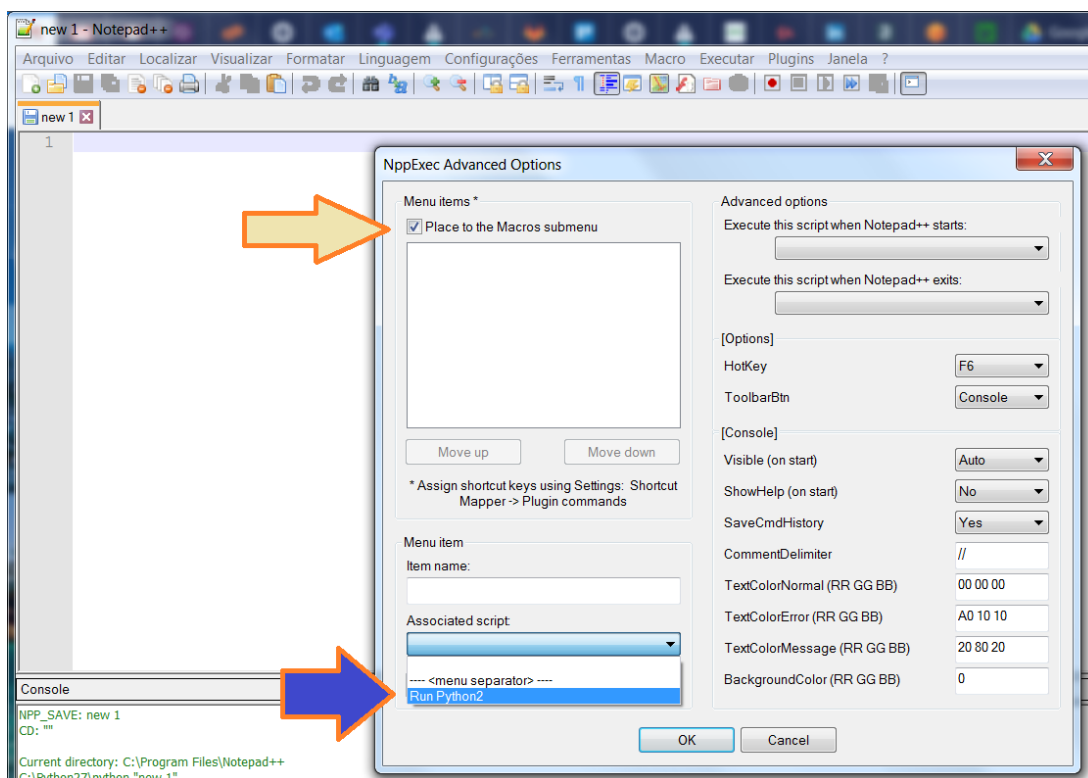 new 1 - Notepad++
Arquivo Editar Localizar Visualizar Formatar Linguagem Configurações Ferramentas Macro Executar Plugins Janela ?
new 1
1
NppExec Advanced Options
Menu items *
Place to the Macros submenu
Move up Move down
* Assign shortcut keys using Settings: Shortcut
Mapper -> Plugin commands
Menu item
Item name:
Associated script:
---- <menu separator> ----
Run Python2
Advanced options
Execute this script when Notepad++ starts:
Execute this script when Notepad++ exits:
[Options]
HotKey F6
ToolbarBtn Console
[Console]
Visible (on start) Auto
ShowHelp (on start) No
SaveCmdHistory Yes
CommentDelimiter //
TextColorNormal (RR GG BB) 00 00 00
TextColorError (RR GG BB) A0 10 10
TextColorMessage (RR GG BB) 20 80 20
BackgroundColor (RR GG BB) 0
OK Cancel
Console
NPP_SAVE: new 1
CD: ""
Current directory: C:\Program Files\Notepad++
C:\Python27\python "new 1"